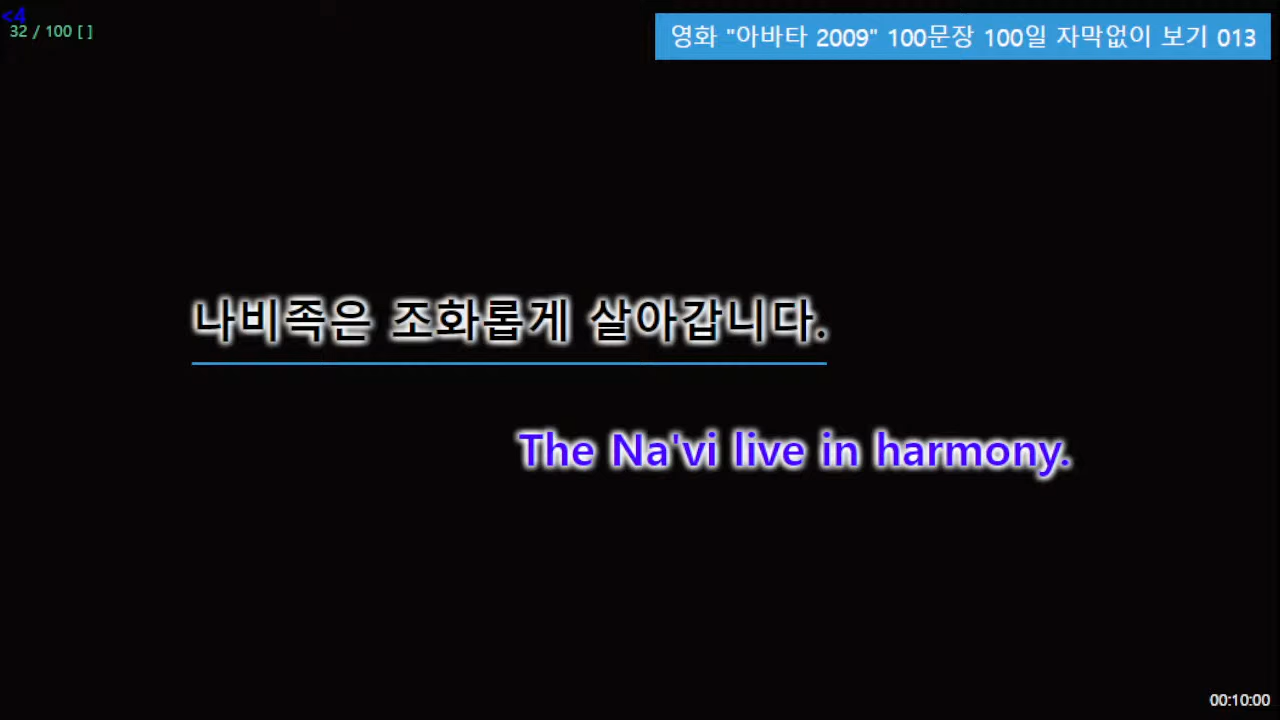 <4
32 / 100 [ ]
영화 "아바타 2009" 100문장 100일 자막없이 보기 013
나비족은 조화롭게 살아갑니다.
The Na'vi live in harmony.
00:10:00